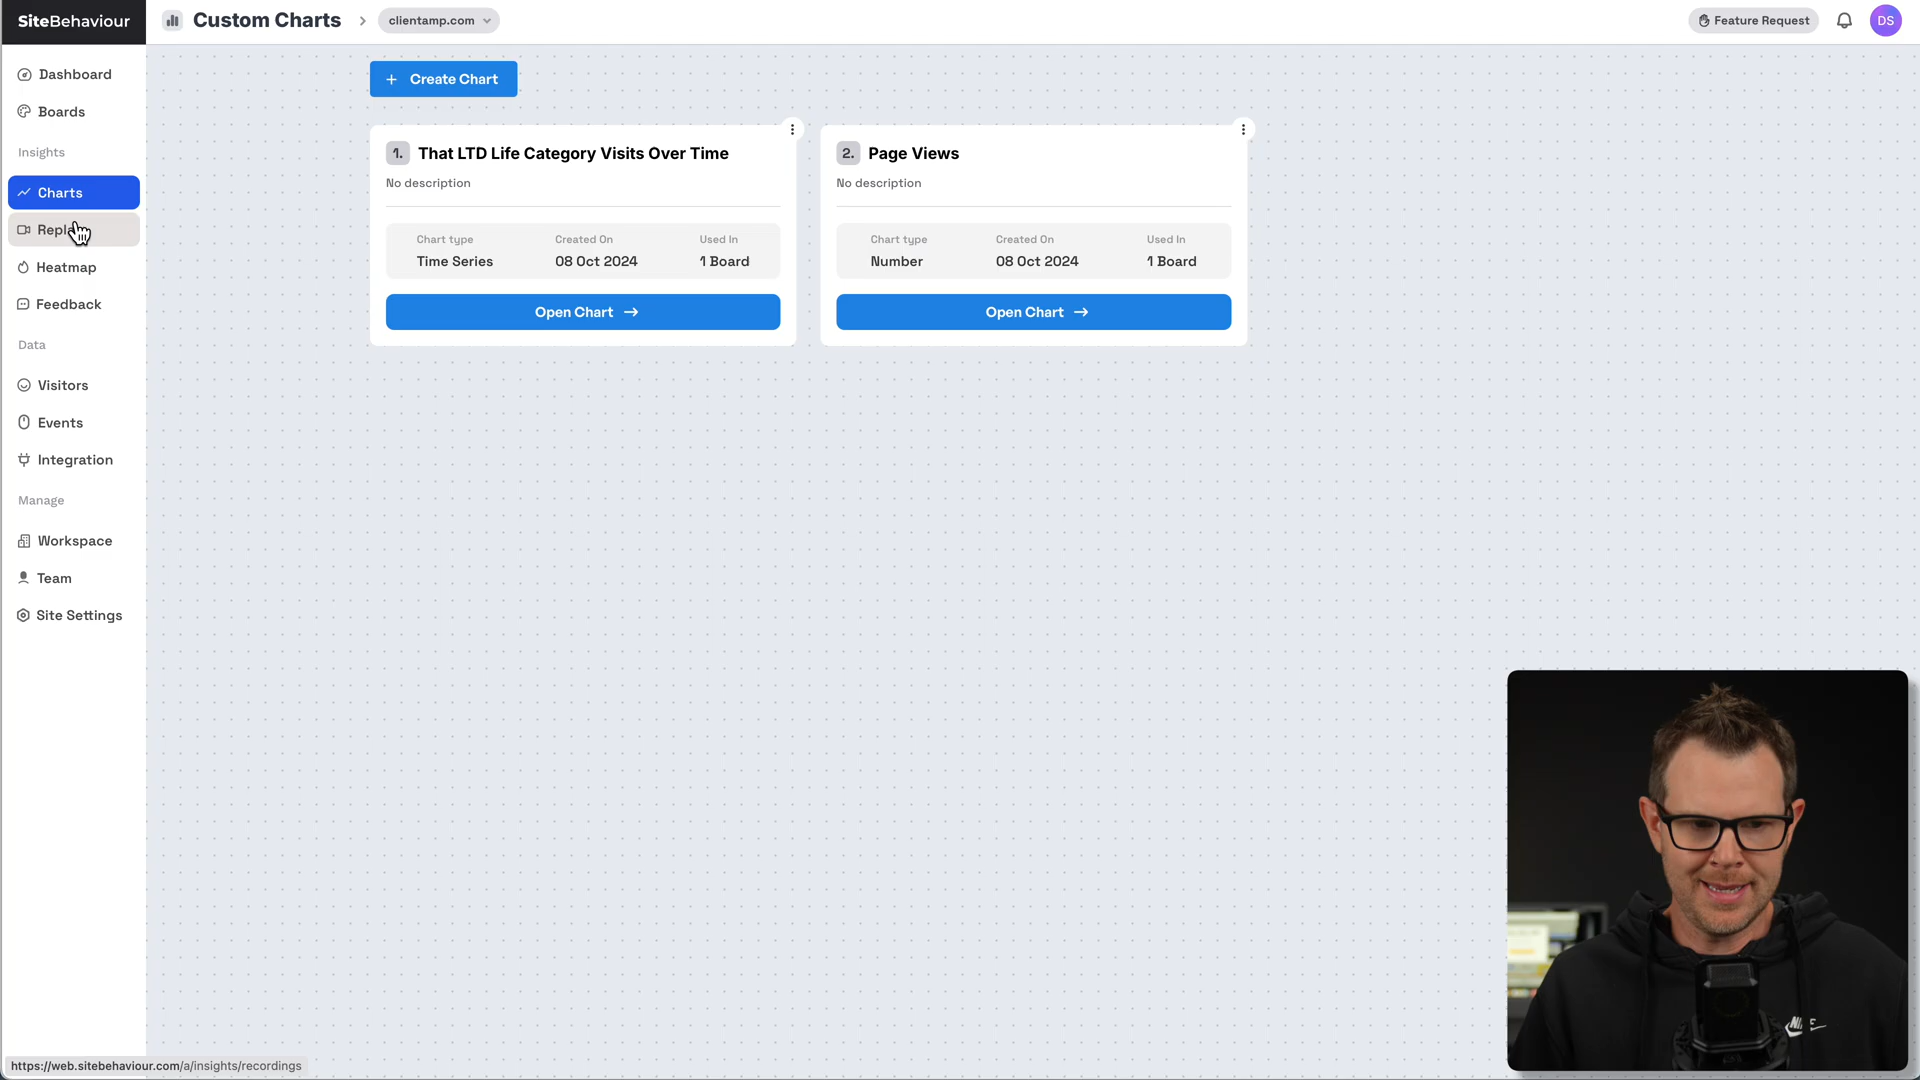 SiteBehaviour
Custom Charts
clientamp.com
Feature Request
DS
Dashboard
Boards
Insights
Charts
Heatmap
Feedback
Data
Visitors
Events
Integration
Manage
Workspace
Team
Site Settings
+ Create Chart
1. That LTD Life Category Visits Over Time
No description
Chart type Created On Used In
Time Series 08 Oct 2024 1 Board
Open Chart →
2. Page Views
No description
Chart type Created On Used In
Number 08 Oct 2024 1 Board
Open Chart →
https://web.sitebehaviour.com/a/insights/recordings